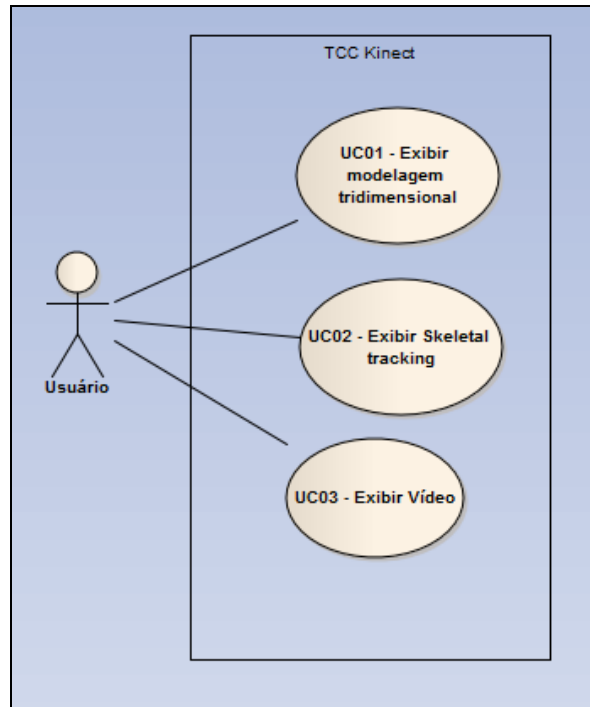 TCC Kinect
UC01 - Exibir
modelagem
tridimensional
UC02 - Exibir Skeletal
tracking
Usuário
UC03 - Exibir Vídeo